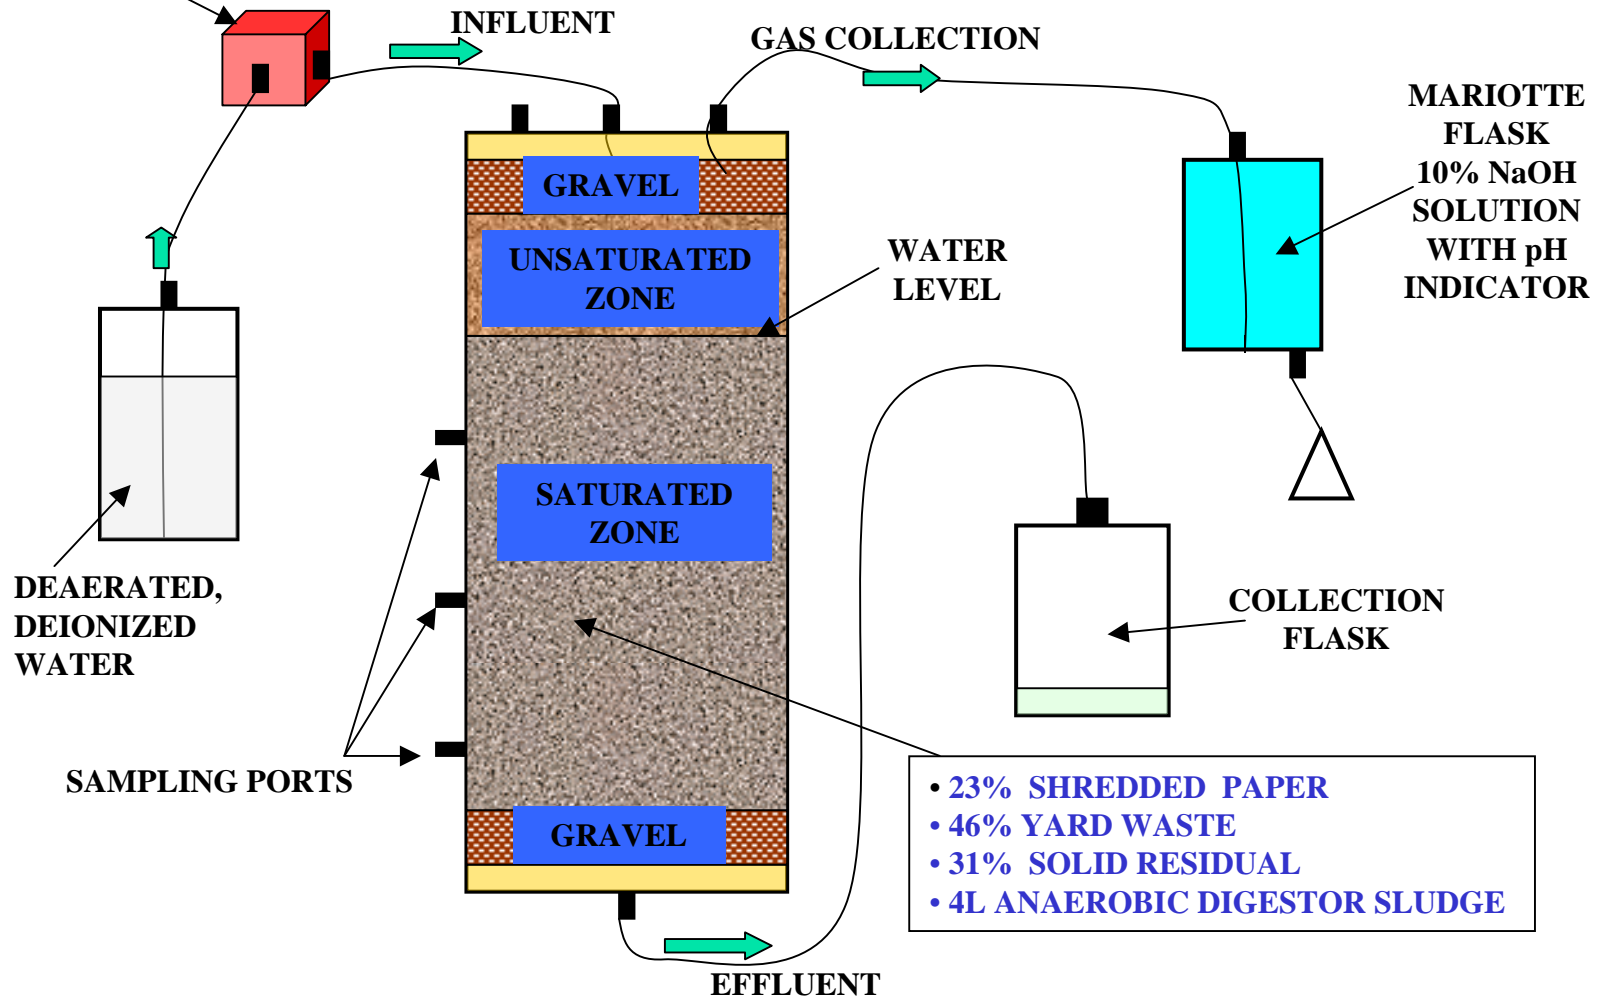 INFLUENT
GAS COLLECTION
MARIOTTE
FLASK
10% NaOH
SOLUTION
WITH pH
INDICATOR
GRAVEL
UNSATURATED
ZONE
WATER
LEVEL
SATURATED
ZONE
DEAERATED,
DEIONIZED
WATER
COLLECTION
FLASK
SAMPLING PORTS
• 23%  SHREDDED  PAPER
• 46% YARD WASTE
• 31%  SOLID RESIDUAL
• 4L ANAEROBIC DIGESTOR SLUDGE
GRAVEL
EFFLUENT